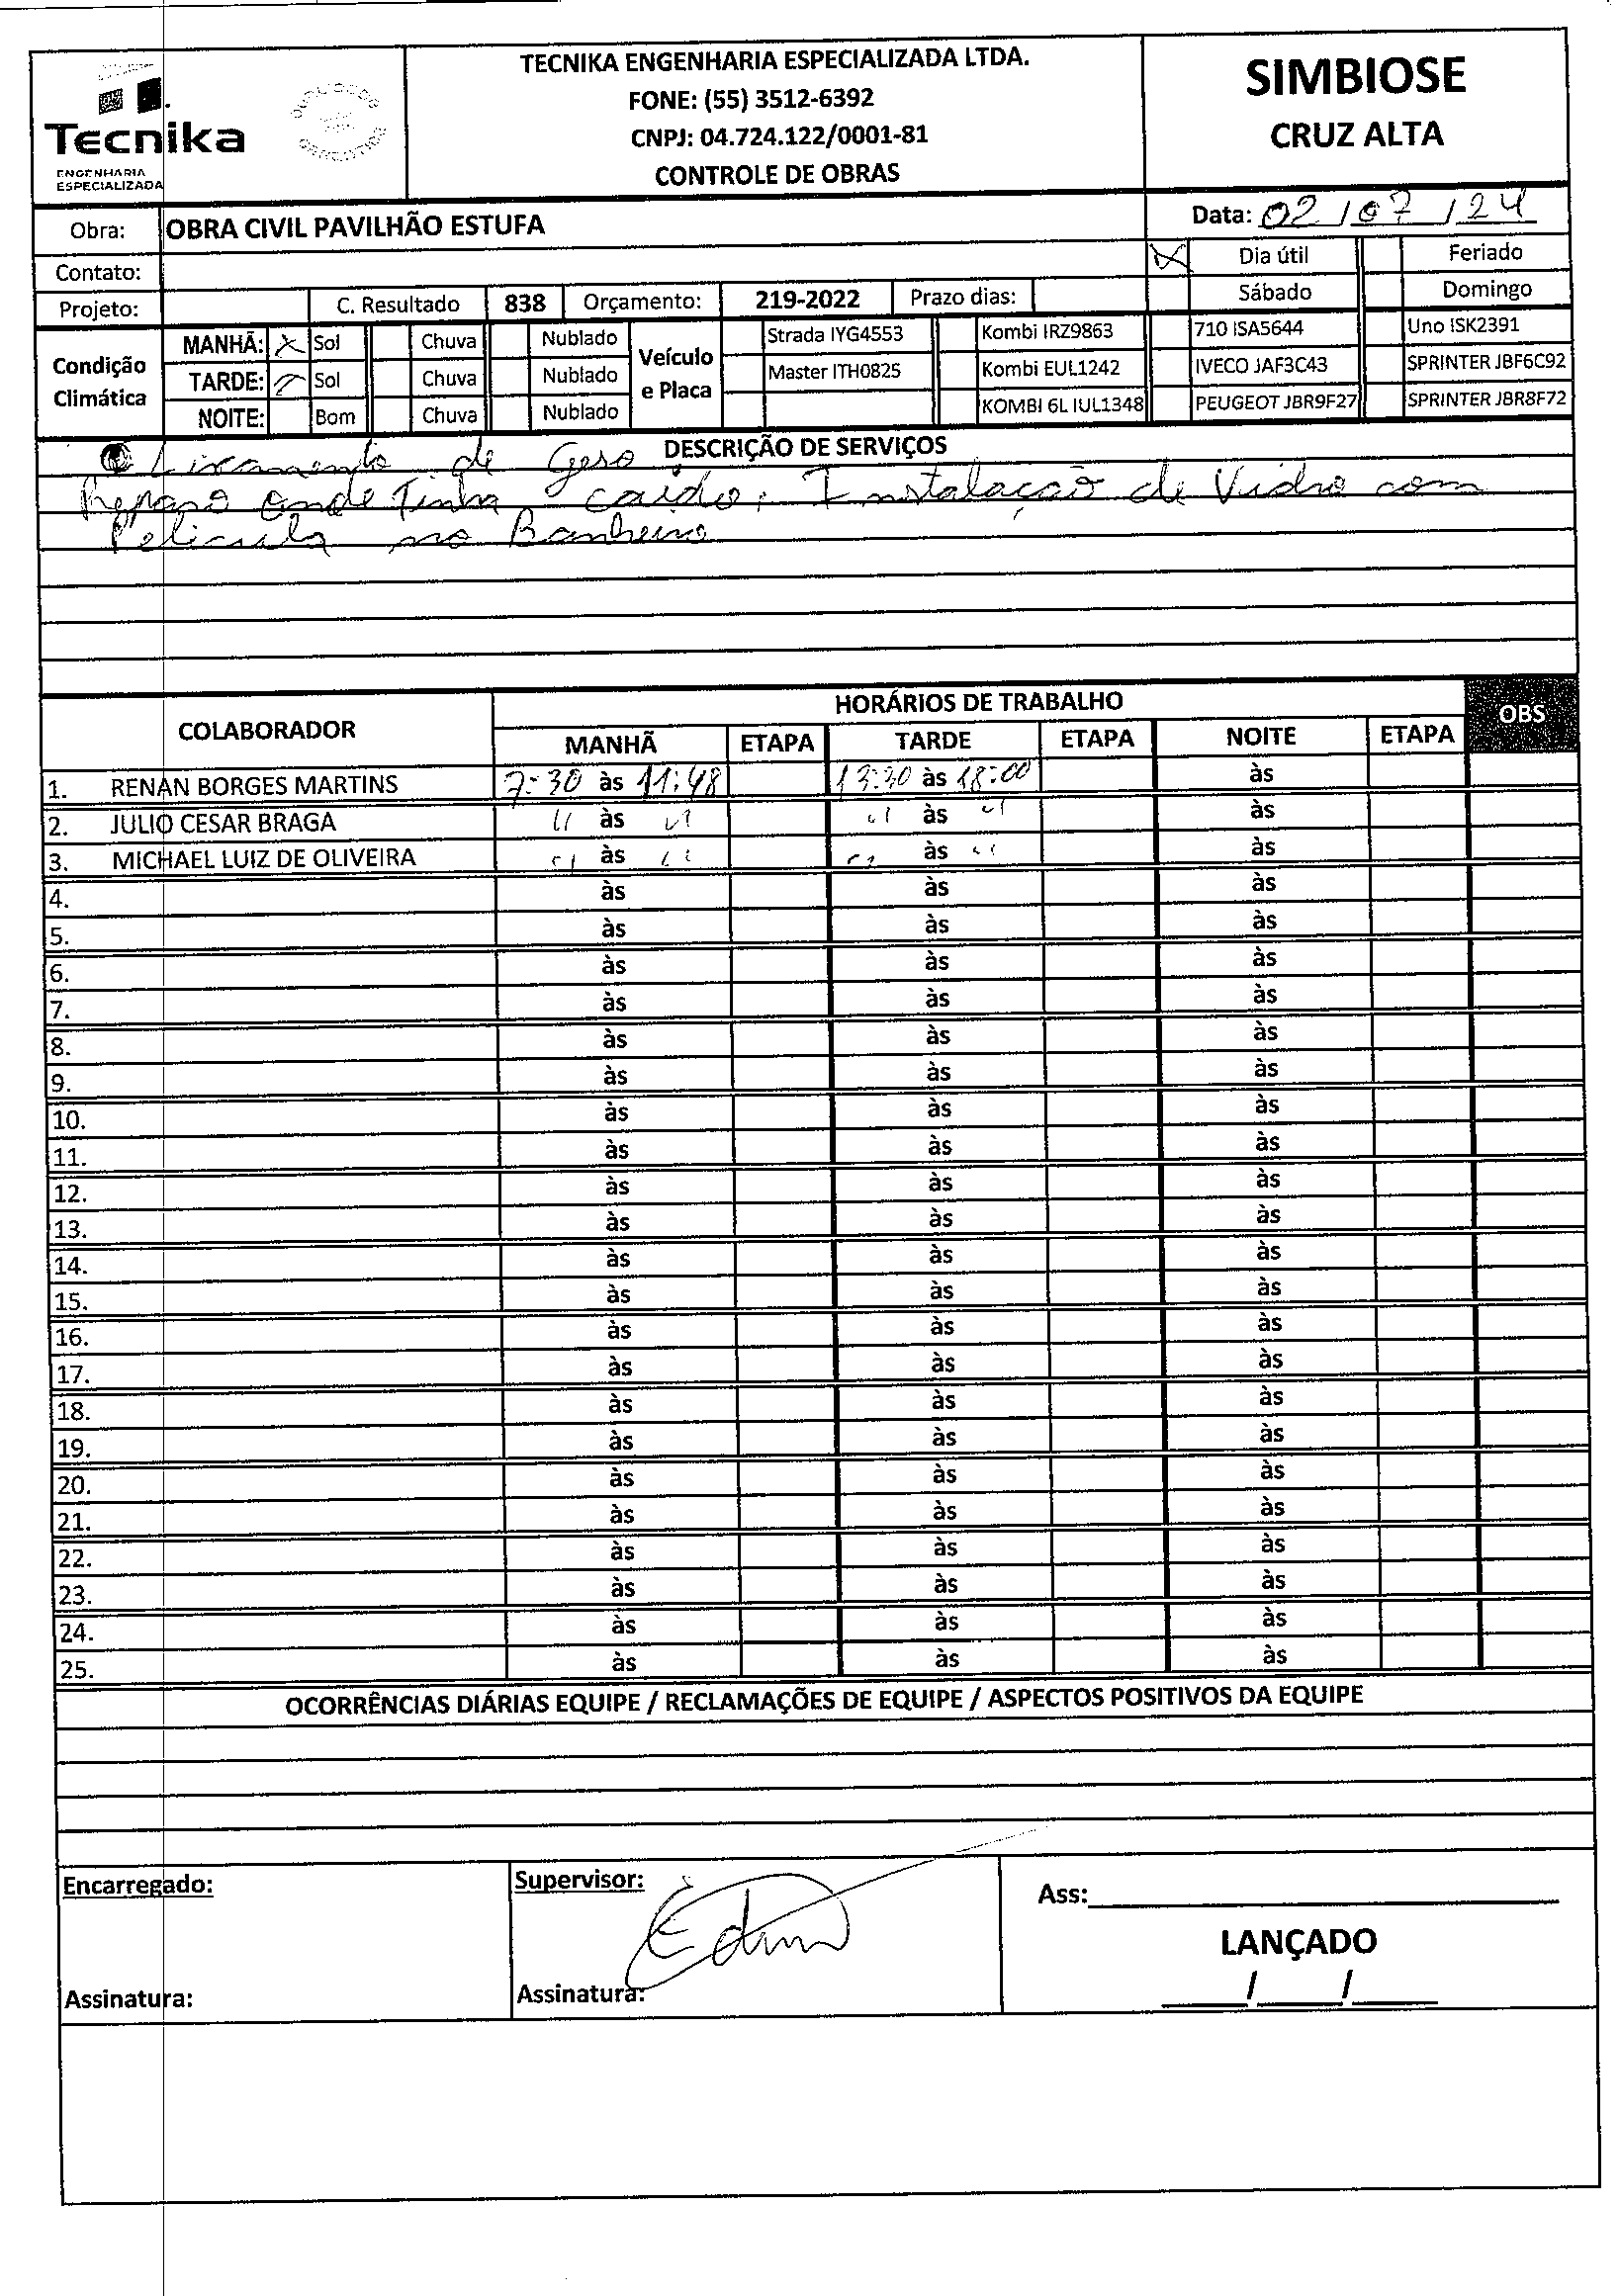 TECNIKA ENGENHARIA ESPECIALIZADA LTDA.
FONE: (55) 3512-6392
CNPJ: 04.724.122/0001-81
CONTROLE DE OBRAS
Tecnika
ENGENHARIA
ESPECIALIZADA
SIMBIOSE
CRUZ ALTA
Obra: OBRA CIVIL PAVILHÃO ESTUFA
Data: 02/07/24
Contato:
Dia útil Feriado
Projeto: C. Resultado 838 Orçamento: 219-2022 Prazo dias:
Sábado Domingo
Condição Climática
MANHÃ: X Sol Chuva Nublado
TARDE: Sol Chuva Nublado
NOITE: Bom Chuva Nublado
Veículo e Placa
Strada IYG4553 Kombi IRZ9863 710 ISA5644 Uno ISK2391
Master ITH0825 Kombi EUL1242 IVECO JAF3C43 SPRINTER JBF6C92
KOMBI 6L IUL1348 PEUGEOT JBR9F27 SPRINTER JBR8F72
DESCRIÇÃO DE SERVIÇOS
Lixamento de Geso
Reparo onde Tinha caido, Instalação de Vidro com
Pelicula no Banheiro
COLABORADOR HORÁRIOS DE TRABALHO OBS
MANHÃ ETAPA TARDE ETAPA NOITE ETAPA
1. RENAN BORGES MARTINS 7:30 às 11:48 13:30 às 18:00 às
2. JULIO CESAR BRAGA '' às '' '' às '' às
3. MICHAEL LUIZ DE OLIVEIRA '' às '' '' às '' às
4. às às às
5. às às às
6. às às às
7. às às às
8. às às às
9. às às às
10. às às às
11. às às às
12. às às às
13. às às às
14. às às às
15. às às às
16. às às às
17. às às às
18. às às às
19. às às às
20. às às às
21. às às às
22. às às às
23. às às às
24. às às às
25. às às às
OCORRÊNCIAS DIÁRIAS EQUIPE / RECLAMAÇÕES DE EQUIPE / ASPECTOS POSITIVOS DA EQUIPE
Encarregado:
Assinatura:
Supervisor:
Assinatura:
Ass:
LANÇADO
/ /